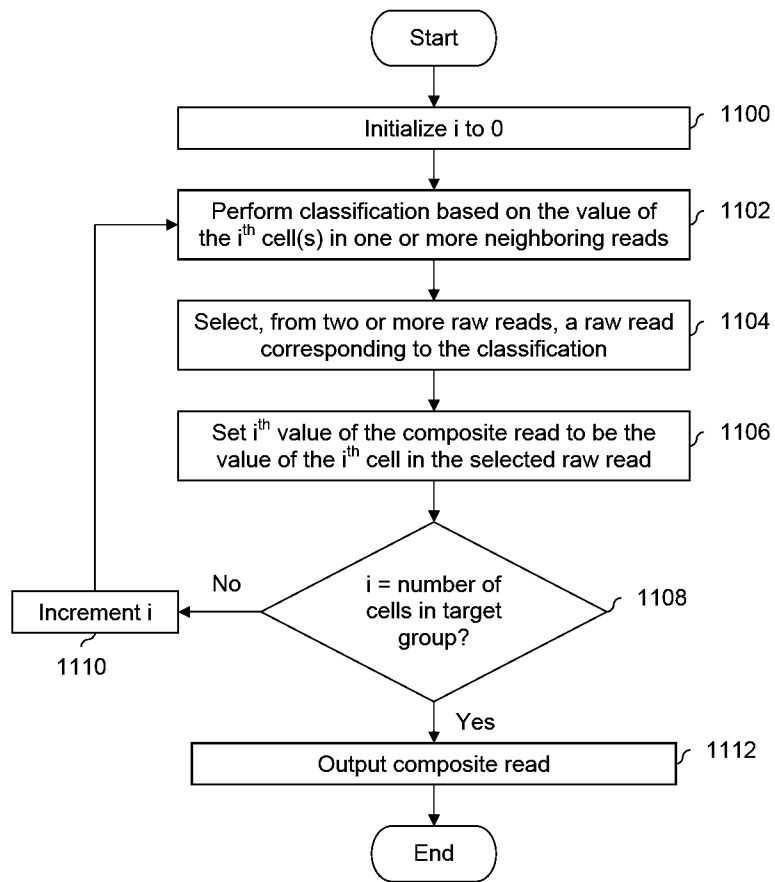 Start
Initialize i to 0
1100
Perform classification based on the value of
the i^th cell(s) in one or more neighboring reads
1102
Select, from two or more raw reads, a raw read
corresponding to the classification
1104
Set i^th value of the composite read to be the
value of the i^th cell in the selected raw read
1106
i = number of
cells in target
group?
1108
No
Increment i
1110
Yes
Output composite read
1112
End